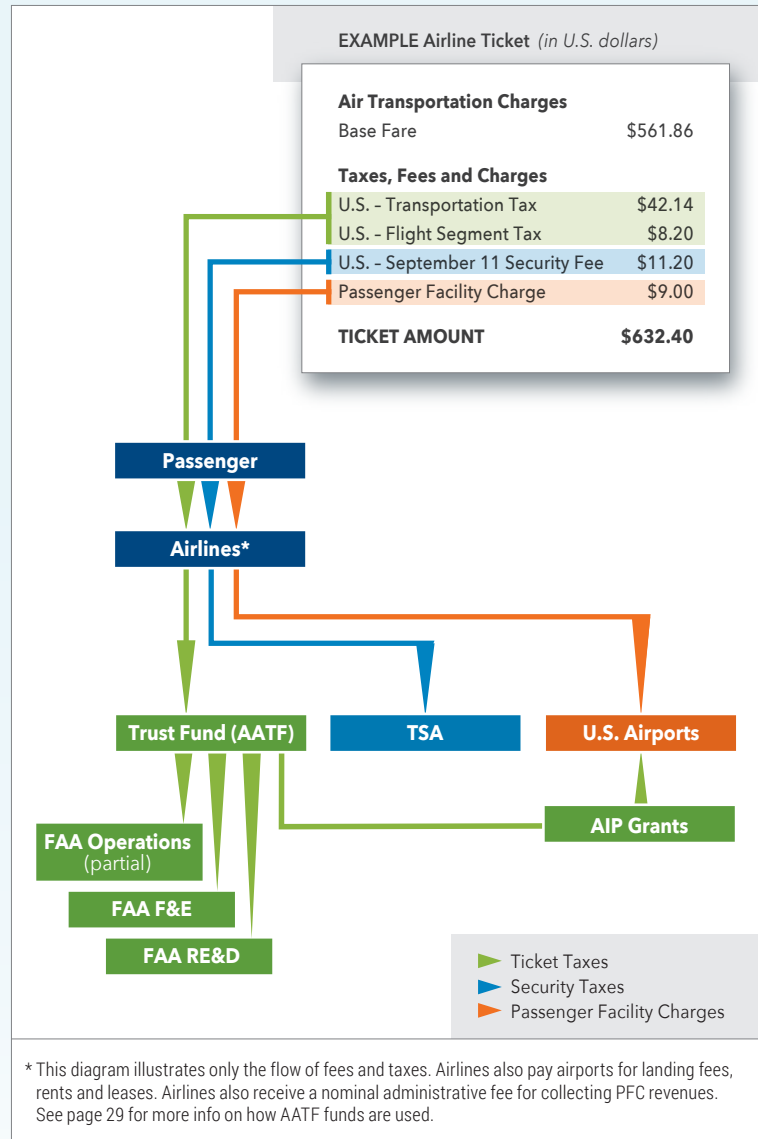 EXAMPLE Airline Ticket (in U.S. dollars)
Air Transportation Charges
Base Fare $561.86
Taxes, Fees and Charges
U.S. – Transportation Tax $42.14
U.S. – Flight Segment Tax $8.20
U.S. – September 11 Security Fee $11.20
Passenger Facility Charge $9.00
TICKET AMOUNT $632.40
Passenger
Airlines*
Trust Fund (AATF)
TSA
U.S. Airports
AIP Grants
FAA Operations
(partial)
FAA F&E
FAA RE&D
Ticket Taxes
Security Taxes
Passenger Facility Charges
* This diagram illustrates only the flow of fees and taxes. Airlines also pay airports for landing fees,
rents and leases. Airlines also receive a nominal administrative fee for collecting PFC revenues.
See page 29 for more info on how AATF funds are used.